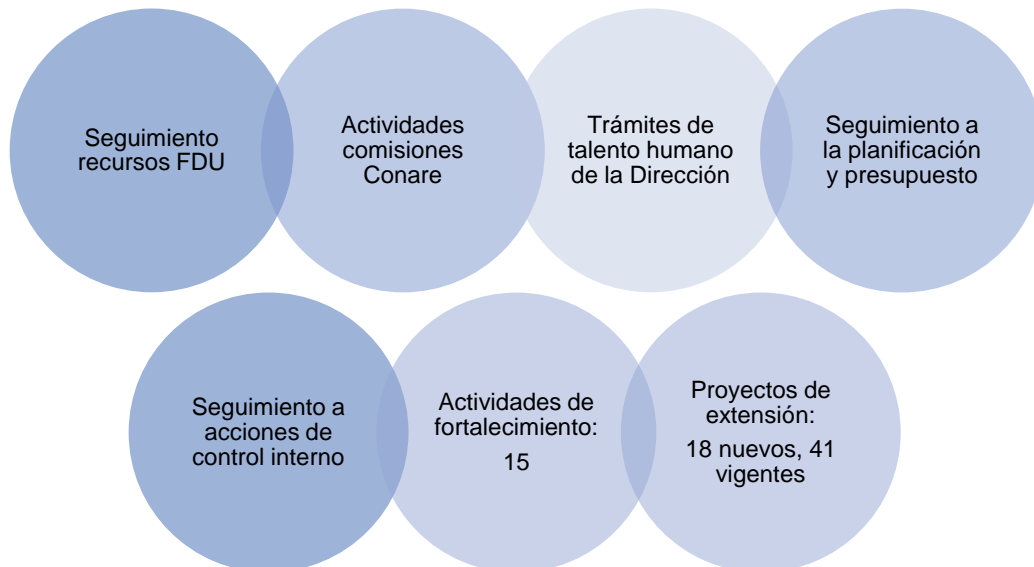 Seguimiento
recursos FDU
Actividades
comisiones
Conare
Trámites de
talento humano
de la Dirección
Seguimiento a
la planificación
y presupuesto
Seguimiento a
acciones de
control interno
Actividades de
fortalecimiento:
15
Proyectos de
extensión:
18 nuevos, 41
vigentes